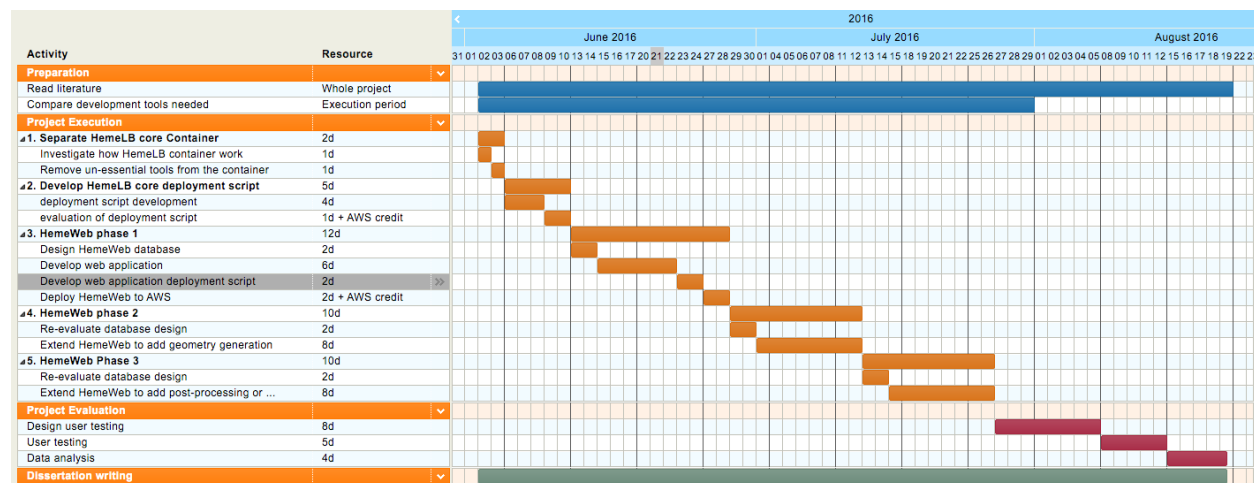 2016
June 2016 July 2016 August 2016
Activity Resource 31 01 02 03 06 07 08 09 10 13 14 15 16 17 20 21 22 23 24 27 28 29 30 01 04 05 06 07 08 11 12 13 14 15 18 19 20 21 22 25 26 27 28 29 01 02 03 04 05 08 09 10 11 12 15 16 17 18 19 22 2
Preparation
Read literature Whole project
Compare development tools needed Execution period
Project Execution
1. Separate HemeLB core Container 2d
Investigate how HemeLB container work 1d
Remove un-essential tools from the container 1d
2. Develop HemeLB core deployment script 5d
deployment script development 4d
evaluation of deployment script 1d + AWS credit
3. HemeWeb phase 1 12d
Design HemeWeb database 2d
Develop web application 6d
Develop web application deployment script 2d
Deploy HemeWeb to AWS 2d + AWS credit
4. HemeWeb phase 2 10d
Re-evaluate database design 2d
Extend HemeWeb to add geometry generation 8d
5. HemeWeb Phase 3 10d
Re-evaluate database design 2d
Extend HemeWeb to add post-processing or ... 8d
Project Evaluation
Design user testing 8d
User testing 5d
Data analysis 4d
Dissertation writing